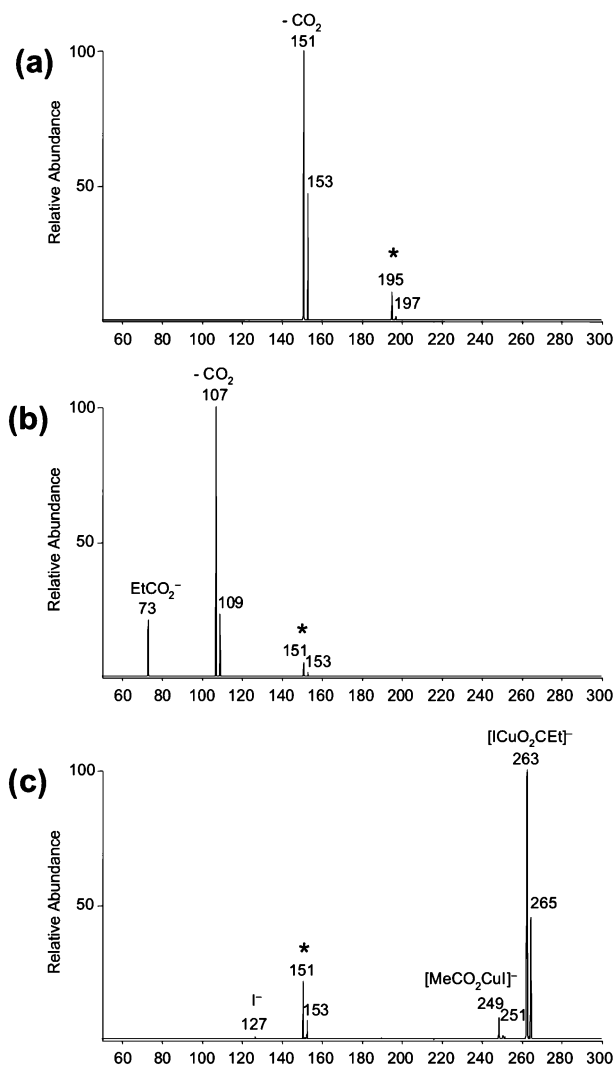 (a)
Relative Abundance
- CO₂
151
100
153
50
*
195
197
60 80 100 120 140 160 180 200 220 240 260 280 300
(b)
Relative Abundance
- CO₂
107
100
50
EtCO₂⁻
73
109
*
151
153
60 80 100 120 140 160 180 200 220 240 260 280 300
(c)
Relative Abundance
[ICuO₂CEt]⁻
263
100
265
50
*
151
153
I⁻
127
[MeCO₂CuI]⁻
249
251
60 80 100 120 140 160 180 200 220 240 260 280 300